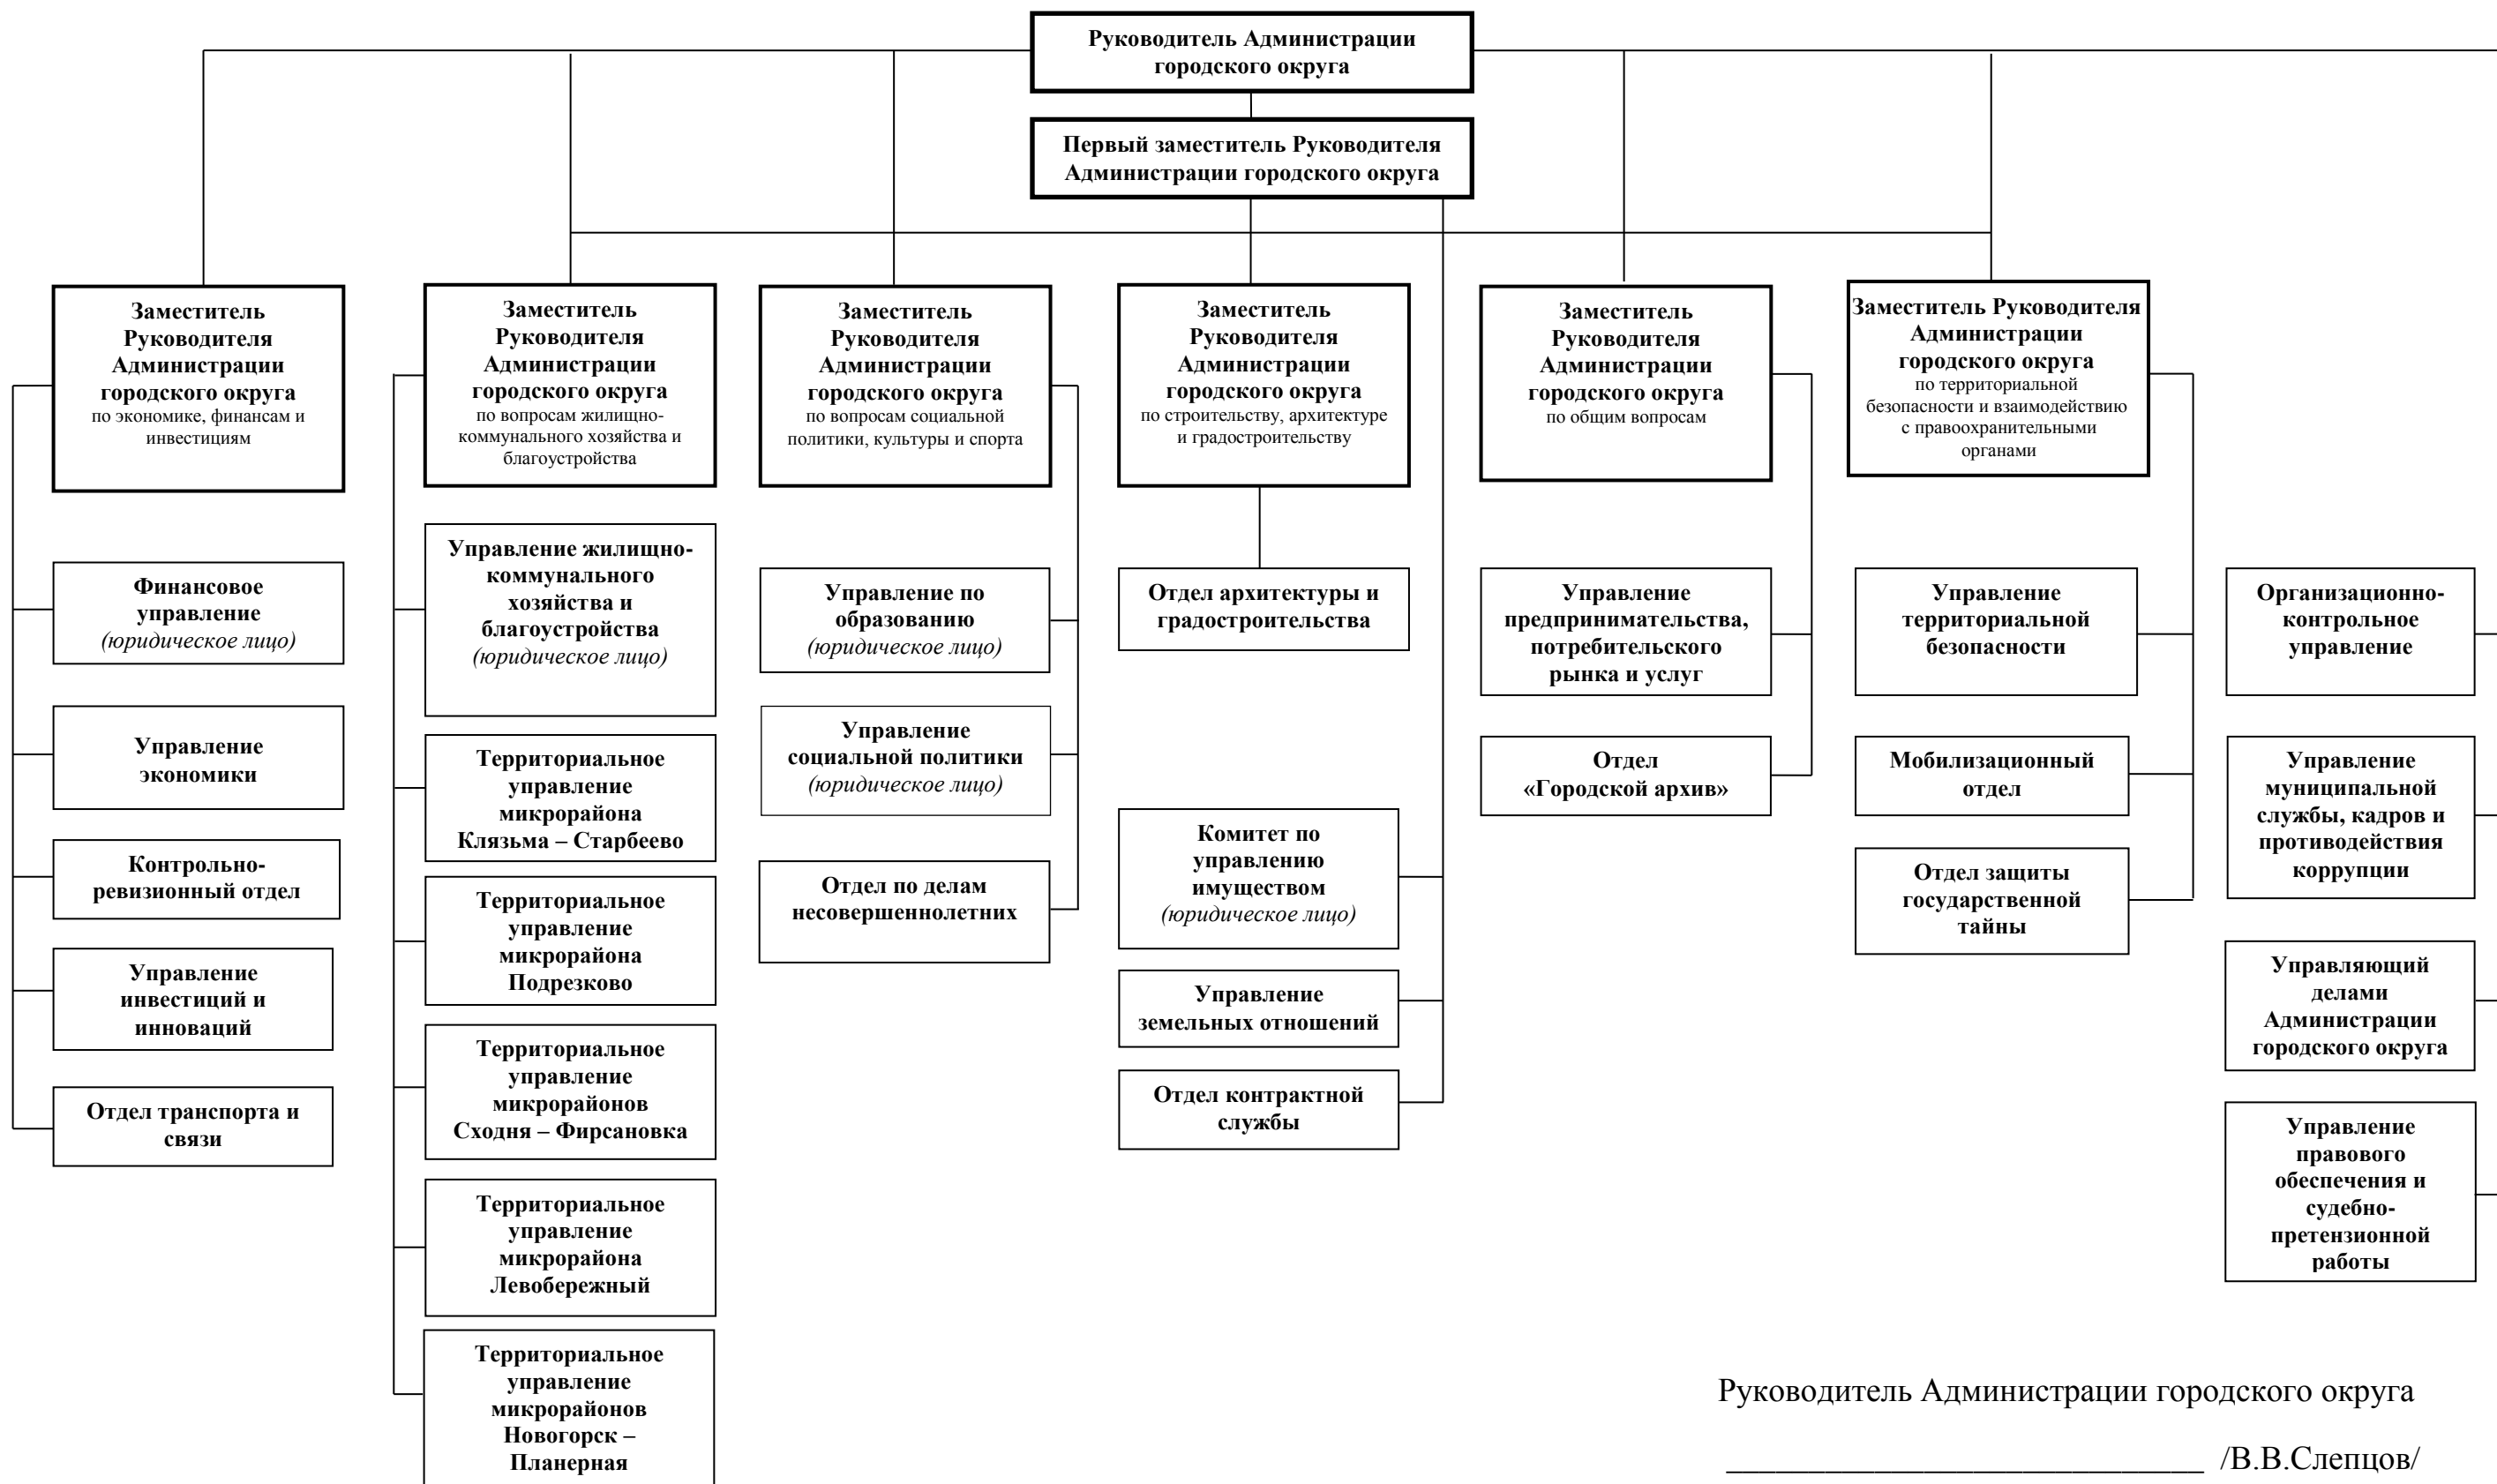 Руководитель Администрации
городского округа
Первый заместитель Руководителя
Администрации городского округа
Заместитель
Руководителя
Администрации
городского округа
по экономике, финансам и
инвестициям
Заместитель
Руководителя
Администрации
городского округа
по вопросам жилищно-
коммунального хозяйства и
благоустройства
Заместитель
Руководителя
Администрации
городского округа
по вопросам социальной
политики, культуры и спорта
Заместитель
Руководителя
Администрации
городского округа
по строительству, архитектуре
и градостроительству
Заместитель
Руководителя
Администрации
городского округа
по общим вопросам
Заместитель Руководителя
Администрации
городского округа
по территориальной
безопасности и взаимодействию
с правоохранительными
органами
Финансовое
управление
(юридическое лицо)
Управление
экономики
Контрольно-
ревизионный отдел
Управление
инвестиций и
инноваций
Отдел транспорта и
связи
Управление жилищно-
коммунального
хозяйства и
благоустройства
(юридическое лицо)
Территориальное
управление
микрорайона
Клязьма – Старбеево
Территориальное
управление
микрорайона
Подрезково
Территориальное
управление
микрорайонов
Сходня – Фирсановка
Территориальное
управление
микрорайона
Левобережный
Территориальное
управление
микрорайонов
Новогорск –
Планерная
Управление по
образованию
(юридическое лицо)
Управление
социальной политики
(юридическое лицо)
Отдел по делам
несовершеннолетних
Отдел архитектуры и
градостроительства
Комитет по
управлению
имуществом
(юридическое лицо)
Управление
земельных отношений
Отдел контрактной
службы
Управление
предпринимательства,
потребительского
рынка и услуг
Отдел
«Городской архив»
Управление
территориальной
безопасности
Мобилизационный
отдел
Отдел защиты
государственной
тайны
Организационно-
контрольное
управление
Управление
муниципальной
службы, кадров и
противодействия
коррупции
Управляющий
делами
Администрации
городского округа
Управление
правового
обеспечения и
судебно-
претензионной
работы
Руководитель Администрации городского округа
_____________________________ /В.В.Слепцов/